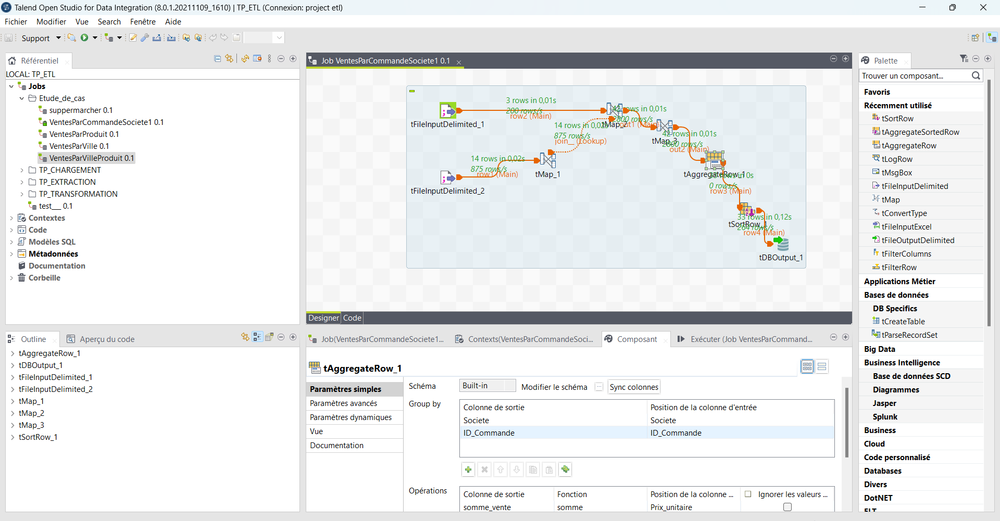 Talend Open Studio for Data Integration (8.0.1.20211109_1610) | TP_ETL (Connexion: project etl)
Fichier Modifier Vue Search Fenêtre Aide
Support
Référentiel
LOCAL: TP_ETL
Jobs
Etude_de_cas
suppermarcher 0.1
VentesParCommandeSociete1 0.1
VentesParProduit 0.1
VentesParVille 0.1
VentesParVilleProduit 0.1
TP_CHARGEMENT
TP_EXTRACTION
TP_TRANSFORMATION
test__ 0.1
Contextes
Code
Modèles SQL
Métadonnées
Documentation
Corbeille
Outline
Aperçu du code
tAggregateRow_1
tDBOutput_1
tFileInputDelimited_1
tFileInputDelimited_2
tMap_1
tMap_2
tMap_3
tSortRow_1
Job VentesParCommandeSociete1 0.1
3 rows in 0,01s
200 rows/s
row2 (Main)
tFileInputDelimited_1
42 rows in 0,01s
2800 rows/s
out1 (Main)
tMap_2
14 rows in 0,02s
875 rows/s
join__ (Lookup)
42 rows in 0,01s
2800 rows/s
out2 (Main)
tMap_3
14 rows in 0,02s
875 rows/s
row1 (Main)
tMap_1
tFileInputDelimited_2
tAggregateRow_1
33 rows in 0s
0 rows/s
row3 (Main)
33 rows in 0,12s
264 rows/s
tSortRow_1
row4 (Main)
tDBOutput_1
Designer Code
Job(VentesParCommandeSociete1...
Contexts(VentesParCommandeSoci...
Composant
Exécuter (Job VentesParCommand...
tAggregateRow_1
Paramètres simples
Paramètres avancés
Paramètres dynamiques
Vue
Documentation
Schéma Built-in Modifier le schéma ... Sync colonnes
Group by
Colonne de sortie Position de la colonne d'entrée
Societe Societe
ID_Commande ID_Commande
Opérations
Colonne de sortie Fonction Position de la colonne ... Ignorer les valeurs ...
somme_vente somme Prix_unitaire
Palette
Trouver un composant...
Favoris
Récemment utilisé
tSortRow
tAggregateSortedRow
tAggregateRow
tLogRow
tMsgBox
tFileInputDelimited
tMap
tConvertType
tFileInputExcel
tFileOutputDelimited
tFilterColumns
tFilterRow
Applications Métier
Bases de données
DB Specifics
tCreateTable
tParseRecordSet
Big Data
Business Intelligence
Base de données SCD
Diagrammes
Jasper
Splunk
Business
Cloud
Code personnalisé
Databases
Divers
DotNET
ELT